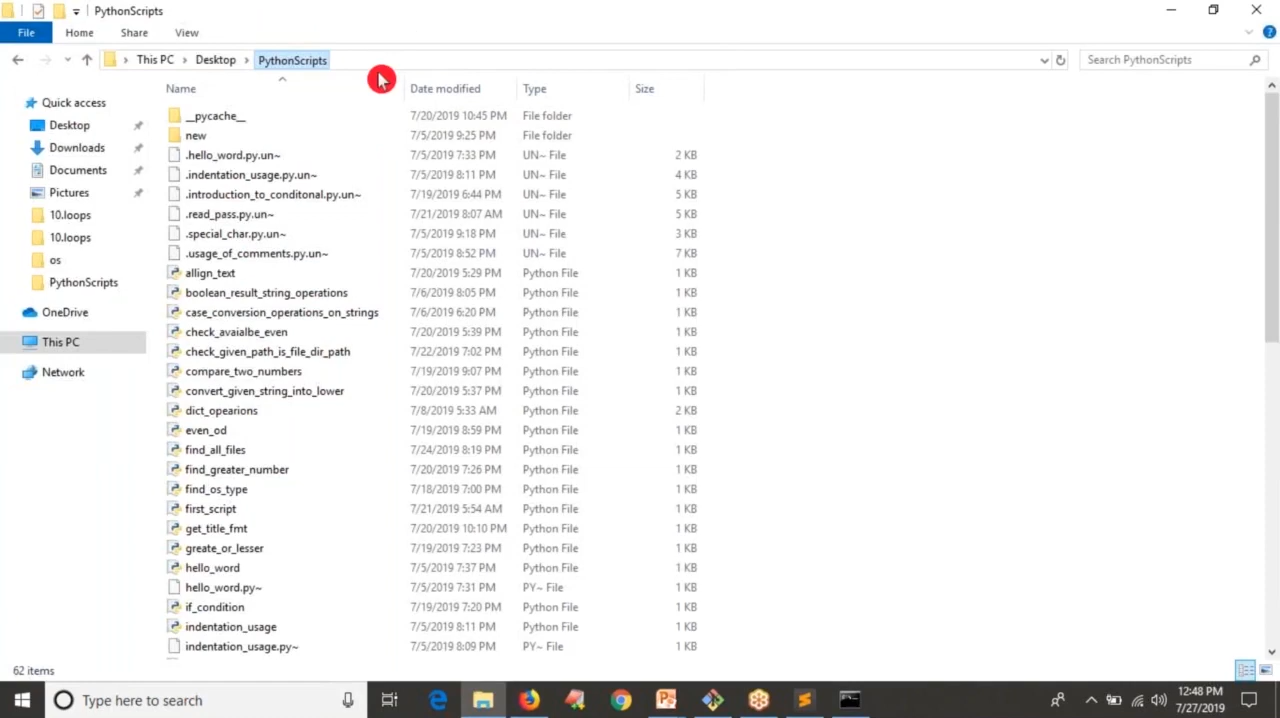 PythonScripts
File Home Share View
This PC Desktop PythonScripts Search PythonScripts
Name Date modified Type Size
Quick access
Desktop
Downloads
Documents
Pictures
10.loops
10.loops
os
PythonScripts
OneDrive
This PC
Network
__pycache__ 7/20/2019 10:45 PM File folder
new 7/5/2019 9:25 PM File folder
.hello_word.py.un~ 7/5/2019 7:33 PM UN~ File 2 KB
.indentation_usage.py.un~ 7/5/2019 8:11 PM UN~ File 4 KB
.introduction_to_conditonal.py.un~ 7/19/2019 6:44 PM UN~ File 5 KB
.read_pass.py.un~ 7/21/2019 8:07 AM UN~ File 5 KB
.special_char.py.un~ 7/5/2019 9:18 PM UN~ File 3 KB
.usage_of_comments.py.un~ 7/5/2019 8:52 PM UN~ File 7 KB
allign_text 7/20/2019 5:29 PM Python File 1 KB
boolean_result_string_operations 7/6/2019 8:05 PM Python File 1 KB
case_conversion_operations_on_strings 7/6/2019 6:20 PM Python File 1 KB
check_avaialbe_even 7/20/2019 5:39 PM Python File 1 KB
check_given_path_is_file_dir_path 7/22/2019 7:02 PM Python File 1 KB
compare_two_numbers 7/19/2019 9:07 PM Python File 1 KB
convert_given_string_into_lower 7/20/2019 5:37 PM Python File 1 KB
dict_opearions 7/8/2019 5:33 AM Python File 2 KB
even_od 7/19/2019 8:59 PM Python File 1 KB
find_all_files 7/24/2019 8:19 PM Python File 1 KB
find_greater_number 7/20/2019 7:26 PM Python File 1 KB
find_os_type 7/18/2019 7:00 PM Python File 1 KB
first_script 7/21/2019 5:54 AM Python File 1 KB
get_title_fmt 7/20/2019 10:10 PM Python File 1 KB
greate_or_lesser 7/19/2019 7:23 PM Python File 1 KB
hello_word 7/5/2019 7:37 PM Python File 1 KB
hello_word.py~ 7/5/2019 7:31 PM PY~ File 1 KB
if_condition 7/19/2019 7:20 PM Python File 1 KB
indentation_usage 7/5/2019 8:11 PM Python File 1 KB
indentation_usage.py~ 7/5/2019 8:09 PM PY~ File 1 KB
62 items
Type here to search
12:48 PM
7/27/2019